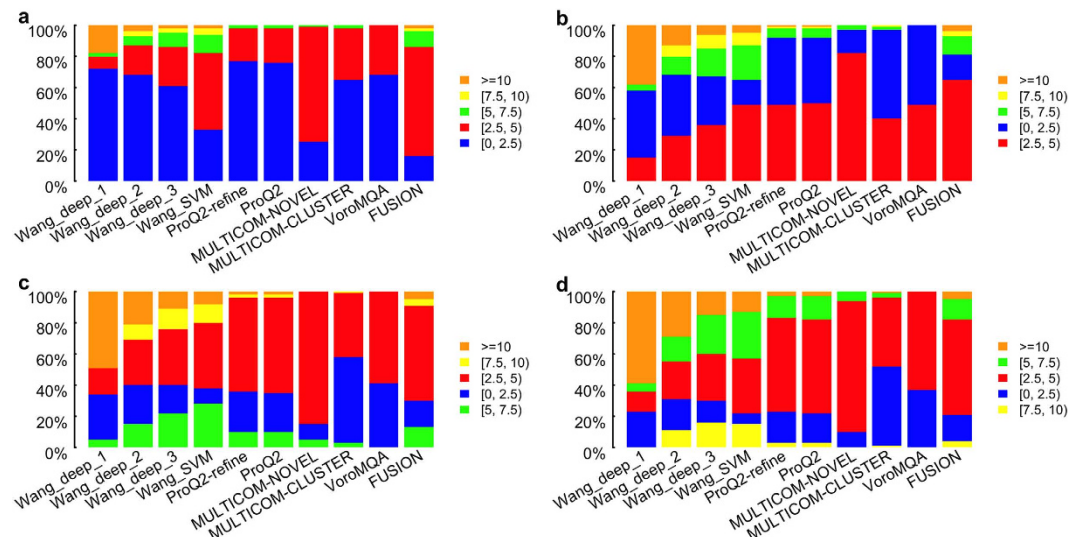 a
100%
80%
60%
40%
20%
0%
>=10
[7.5, 10)
[5, 7.5)
[2.5, 5)
[0, 2.5)
Wang_deep_1
Wang_deep_2
Wang_deep_3
Wang_SVM
ProQ2-refine
ProQ2
MULTICOM-NOVEL
MULTICOM-CLUSTER
VoroMQA
FUSION
b
100%
80%
60%
40%
20%
0%
>=10
[7.5, 10)
[5, 7.5)
[0, 2.5)
[2.5, 5)
Wang_deep_1
Wang_deep_2
Wang_deep_3
Wang_SVM
ProQ2-refine
ProQ2
MULTICOM-NOVEL
MULTICOM-CLUSTER
VoroMQA
FUSION
c
100%
80%
60%
40%
20%
0%
>=10
[7.5, 10)
[2.5, 5)
[0, 2.5)
[5, 7.5)
Wang_deep_1
Wang_deep_2
Wang_deep_3
Wang_SVM
ProQ2-refine
ProQ2
MULTICOM-NOVEL
MULTICOM-CLUSTER
VoroMQA
FUSION
d
100%
80%
60%
40%
20%
0%
>=10
[5, 7.5)
[2.5, 5)
[0, 2.5)
[7.5, 10)
Wang_deep_1
Wang_deep_2
Wang_deep_3
Wang_SVM
ProQ2-refine
ProQ2
MULTICOM-NOVEL
MULTICOM-CLUSTER
VoroMQA
FUSION